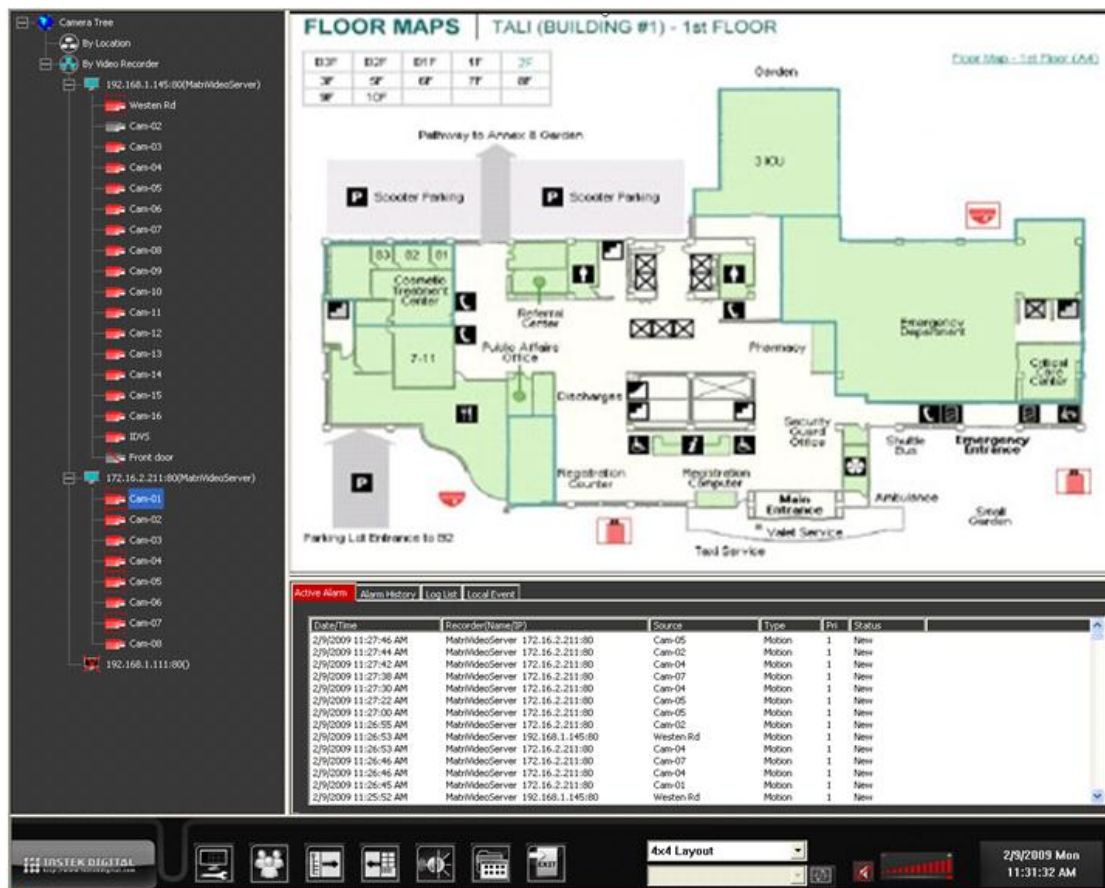 Camera Tree
By Location
By Video Recorder
192.168.1.145:80(MatriVideoServer)
Westen Rd
Cam-02
Cam-03
Cam-04
Cam-05
Cam-06
Cam-07
Cam-08
Cam-09
Cam-10
Cam-11
Cam-12
Cam-13
Cam-14
Cam-15
Cam-16
IDVS
Front door
172.16.2.211:80(MatriVideoServer)
Cam-01
Cam-02
Cam-03
Cam-04
Cam-05
Cam-06
Cam-07
Cam-08
192.168.1.111:80()
FLOOR MAPS | TALI (BUILDING #1) - 1st FLOOR
B3F B2F B1F 1F 2F
3F 5F 6F 7F 8F
9F 10F
Floor Map - 1st Floor (A4)
Garden
Pathway to Annex & Garden
3 ICU
P Scooter Parking
P Scooter Parking
83 82 81
Cosmetic
Treatment
Center
Referral
Center
Public Affairs
Office
7-11
Pharmacy
Emergency
Department
Critical
Care
Center
Discharges
Security
Guard
Office
Shuttle
Bus
Emergency
Entrance
P
Registration
Counter
Registration
Computer
Main
Entrance
Ambulance
Small
Garden
Valet Service
Parking Lot Entrance to B2
Taxi Service
Active Alarm Alarm History Log List Local Event
Date/Time Recorder(Name/IP) Source Type Pri Status
2/9/2009 11:27:46 AM MatriVideoServer 172.16.2.211:80 Cam-05 Motion 1 New
2/9/2009 11:27:44 AM MatriVideoServer 172.16.2.211:80 Cam-02 Motion 1 New
2/9/2009 11:27:42 AM MatriVideoServer 172.16.2.211:80 Cam-04 Motion 1 New
2/9/2009 11:27:38 AM MatriVideoServer 172.16.2.211:80 Cam-07 Motion 1 New
2/9/2009 11:27:30 AM MatriVideoServer 172.16.2.211:80 Cam-04 Motion 1 New
2/9/2009 11:27:22 AM MatriVideoServer 172.16.2.211:80 Cam-05 Motion 1 New
2/9/2009 11:27:00 AM MatriVideoServer 172.16.2.211:80 Cam-05 Motion 1 New
2/9/2009 11:26:55 AM MatriVideoServer 172.16.2.211:80 Cam-02 Motion 1 New
2/9/2009 11:26:53 AM MatriVideoServer 192.168.1.145:80 Westen Rd Motion 1 New
2/9/2009 11:26:53 AM MatriVideoServer 172.16.2.211:80 Cam-04 Motion 1 New
2/9/2009 11:26:46 AM MatriVideoServer 172.16.2.211:80 Cam-07 Motion 1 New
2/9/2009 11:26:46 AM MatriVideoServer 172.16.2.211:80 Cam-04 Motion 1 New
2/9/2009 11:26:45 AM MatriVideoServer 172.16.2.211:80 Cam-01 Motion 1 New
2/9/2009 11:25:52 AM MatriVideoServer 192.168.1.145:80 Westen Rd Motion 1 New
INSTEK DIGITAL
EXIT
4x4 Layout
2/9/2009 Mon
11:31:32 AM